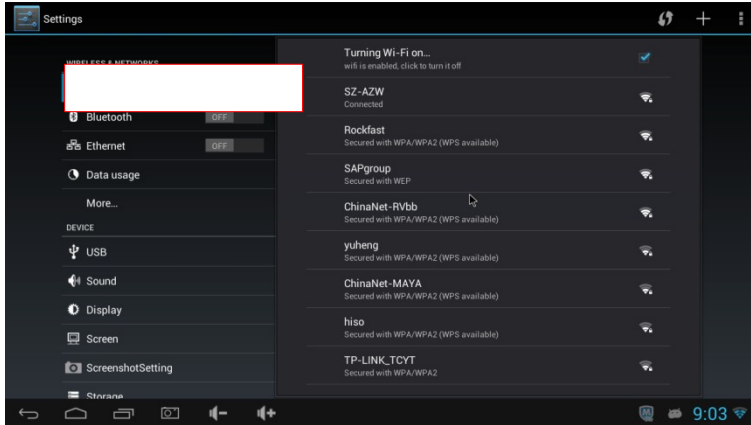 Settings
WIRELESS & NETWORKS
Bluetooth
OFF
Ethernet
OFF
Data usage
More...
DEVICE
USB
Sound
Display
Screen
ScreenshotSetting
Storage
Turning Wi-Fi on...
wifi is enabled, click to turn it off
SZ-AZW
Connected
Rockfast
Secured with WPA/WPA2 (WPS available)
SAPgroup
Secured with WEP
ChinaNet-RVbb
Secured with WPA/WPA2 (WPS available)
yuheng
Secured with WPA/WPA2 (WPS available)
ChinaNet-MAYA
Secured with WPA/WPA2 (WPS available)
hiso
Secured with WPA/WPA2 (WPS available)
TP-LINK_TCYT
Secured with WPA/WPA2
9:03